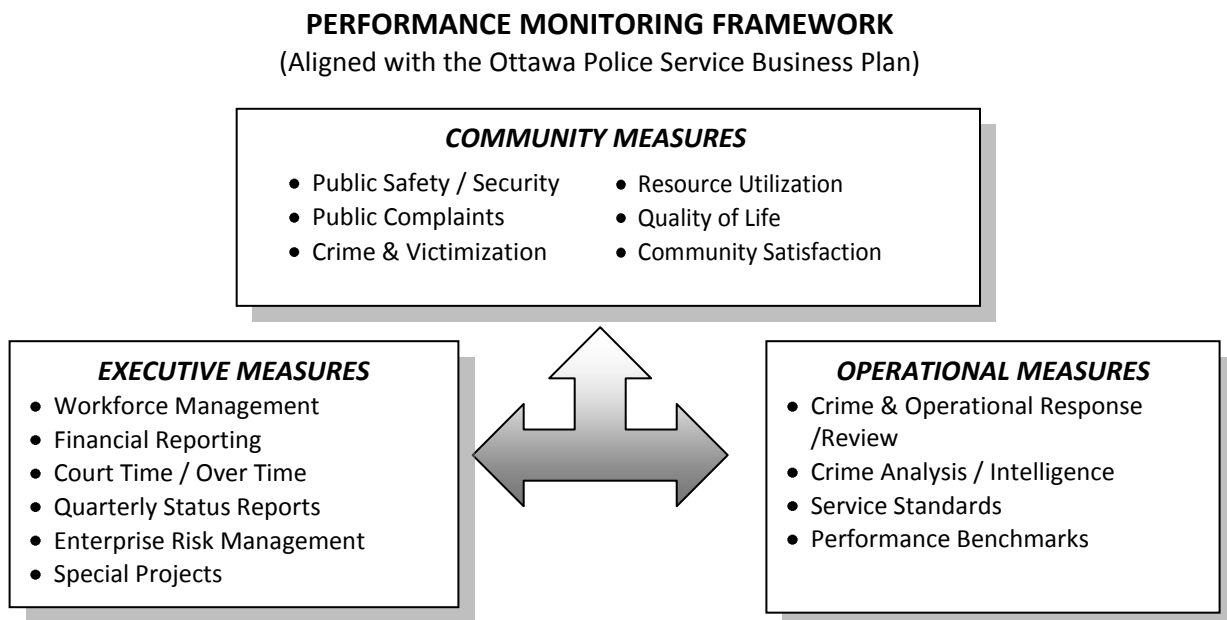 PERFORMANCE MONITORING FRAMEWORK
(Aligned with the Ottawa Police Service Business Plan)
COMMUNITY MEASURES
• Public Safety / Security
• Public Complaints
• Crime & Victimization
• Resource Utilization
• Quality of Life
• Community Satisfaction
EXECUTIVE MEASURES
• Workforce Management
• Financial Reporting
• Court Time / Over Time
• Quarterly Status Reports
• Enterprise Risk Management
• Special Projects
OPERATIONAL MEASURES
• Crime & Operational Response
/Review
• Crime Analysis / Intelligence
• Service Standards
• Performance Benchmarks